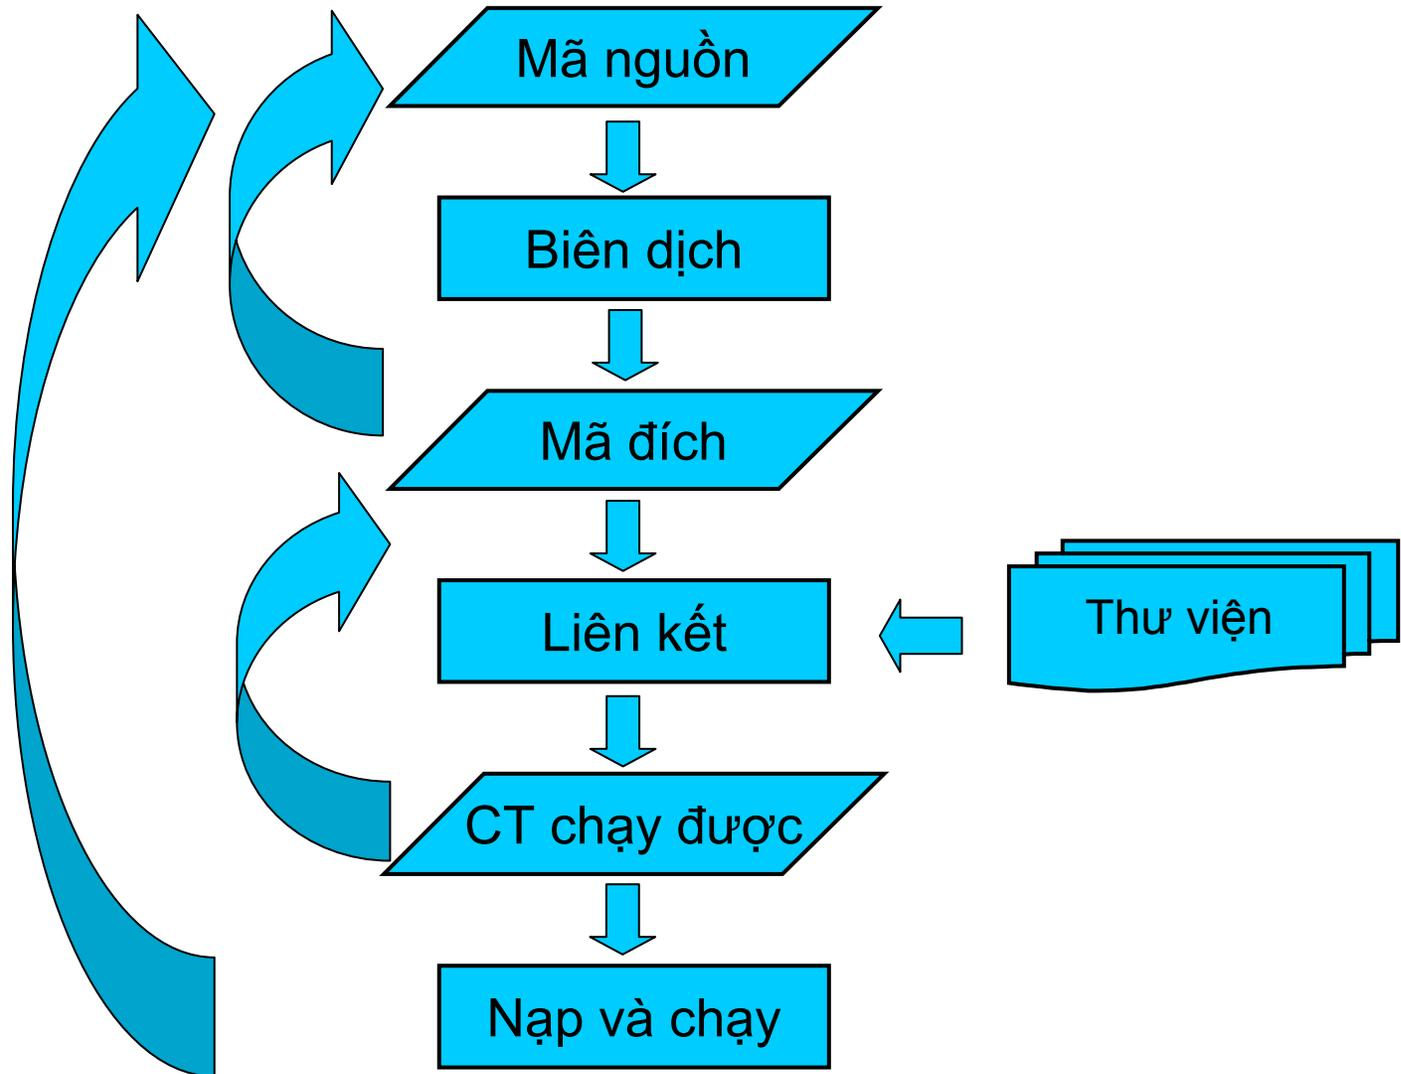 Mã nguồn
Biên dịch
Mã đích
Liên kết
Thư viện
CT chạy được
Nạp và chạy